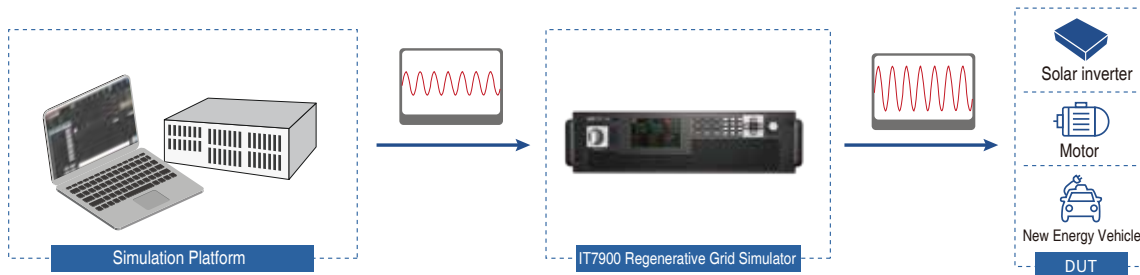 Solar inverter
Motor
New Energy Vehicle
Simulation Platform
IT7900 Regenerative Grid Simulator
DUT